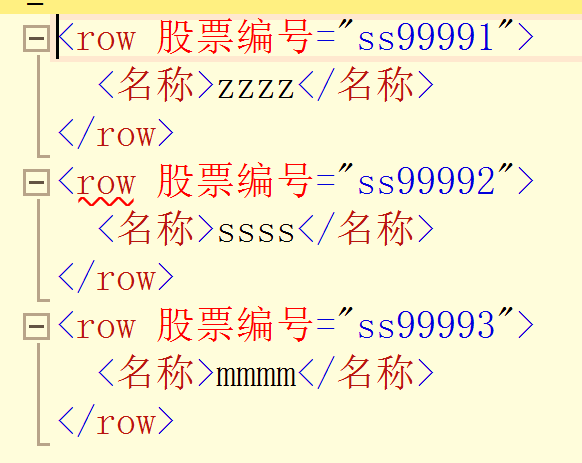 <row 股票编号="ss99991">
<名称>zzzz</名称>
</row>
<row 股票编号="ss99992">
<名称>ssss</名称>
</row>
<row 股票编号="ss99993">
<名称>mmmm</名称>
</row>